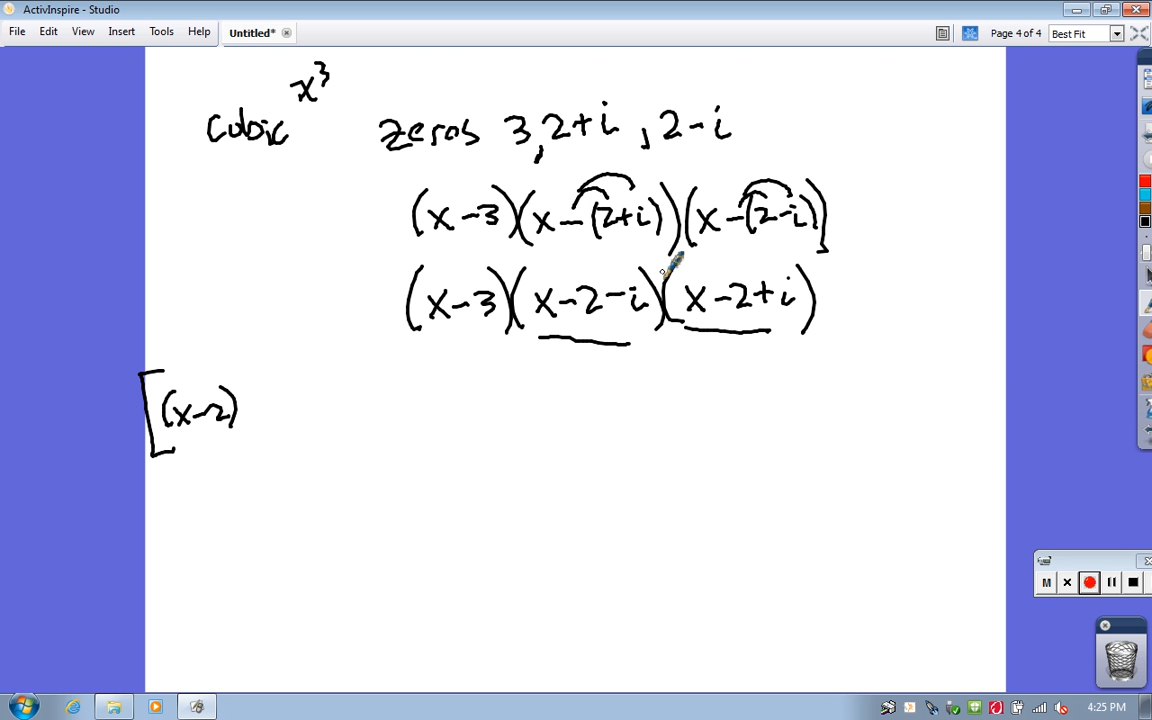 ActivInspire - Studio
File Edit View Insert Tools Help Untitled* Page 4 of 4 Best Fit
x³
cubic zeros 3, 2+i, 2-i
(x-3)(x-(2+i))(x-(2-i)]
(x-3)(x-2-i)(x-2+i)
[(x-2)
M
4:25 PM